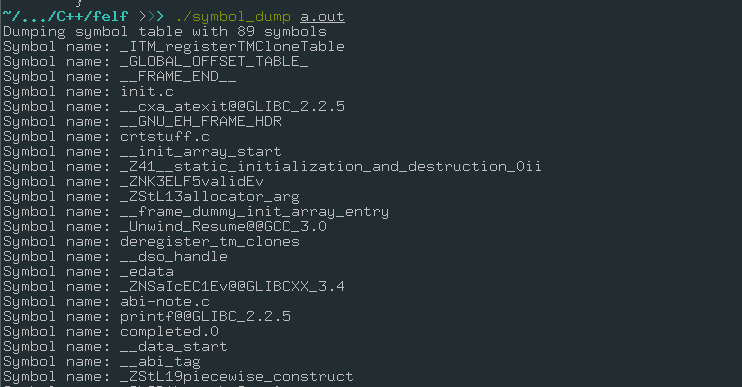 }
~/.../C++/felf >>> ./symbol_dump a.out
Dumping symbol table with 89 symbols
Symbol name: _ITM_registerTMCloneTable
Symbol name: _GLOBAL_OFFSET_TABLE_
Symbol name: __FRAME_END__
Symbol name: init.c
Symbol name: __cxa_atexit@@GLIBC_2.2.5
Symbol name: __GNU_EH_FRAME_HDR
Symbol name: crtstuff.c
Symbol name: __init_array_start
Symbol name: _Z41__static_initialization_and_destruction_0ii
Symbol name: _ZNK3ELF5validEv
Symbol name: _ZStL13allocator_arg
Symbol name: __frame_dummy_init_array_entry
Symbol name: _Unwind_Resume@@GCC_3.0
Symbol name: deregister_tm_clones
Symbol name: __dso_handle
Symbol name: _edata
Symbol name: _ZNSaIcEC1Ev@@GLIBCXX_3.4
Symbol name: abi-note.c
Symbol name: printf@@GLIBC_2.2.5
Symbol name: completed.0
Symbol name: __data_start
Symbol name: __abi_tag
Symbol name: _ZStL19piecewise_construct